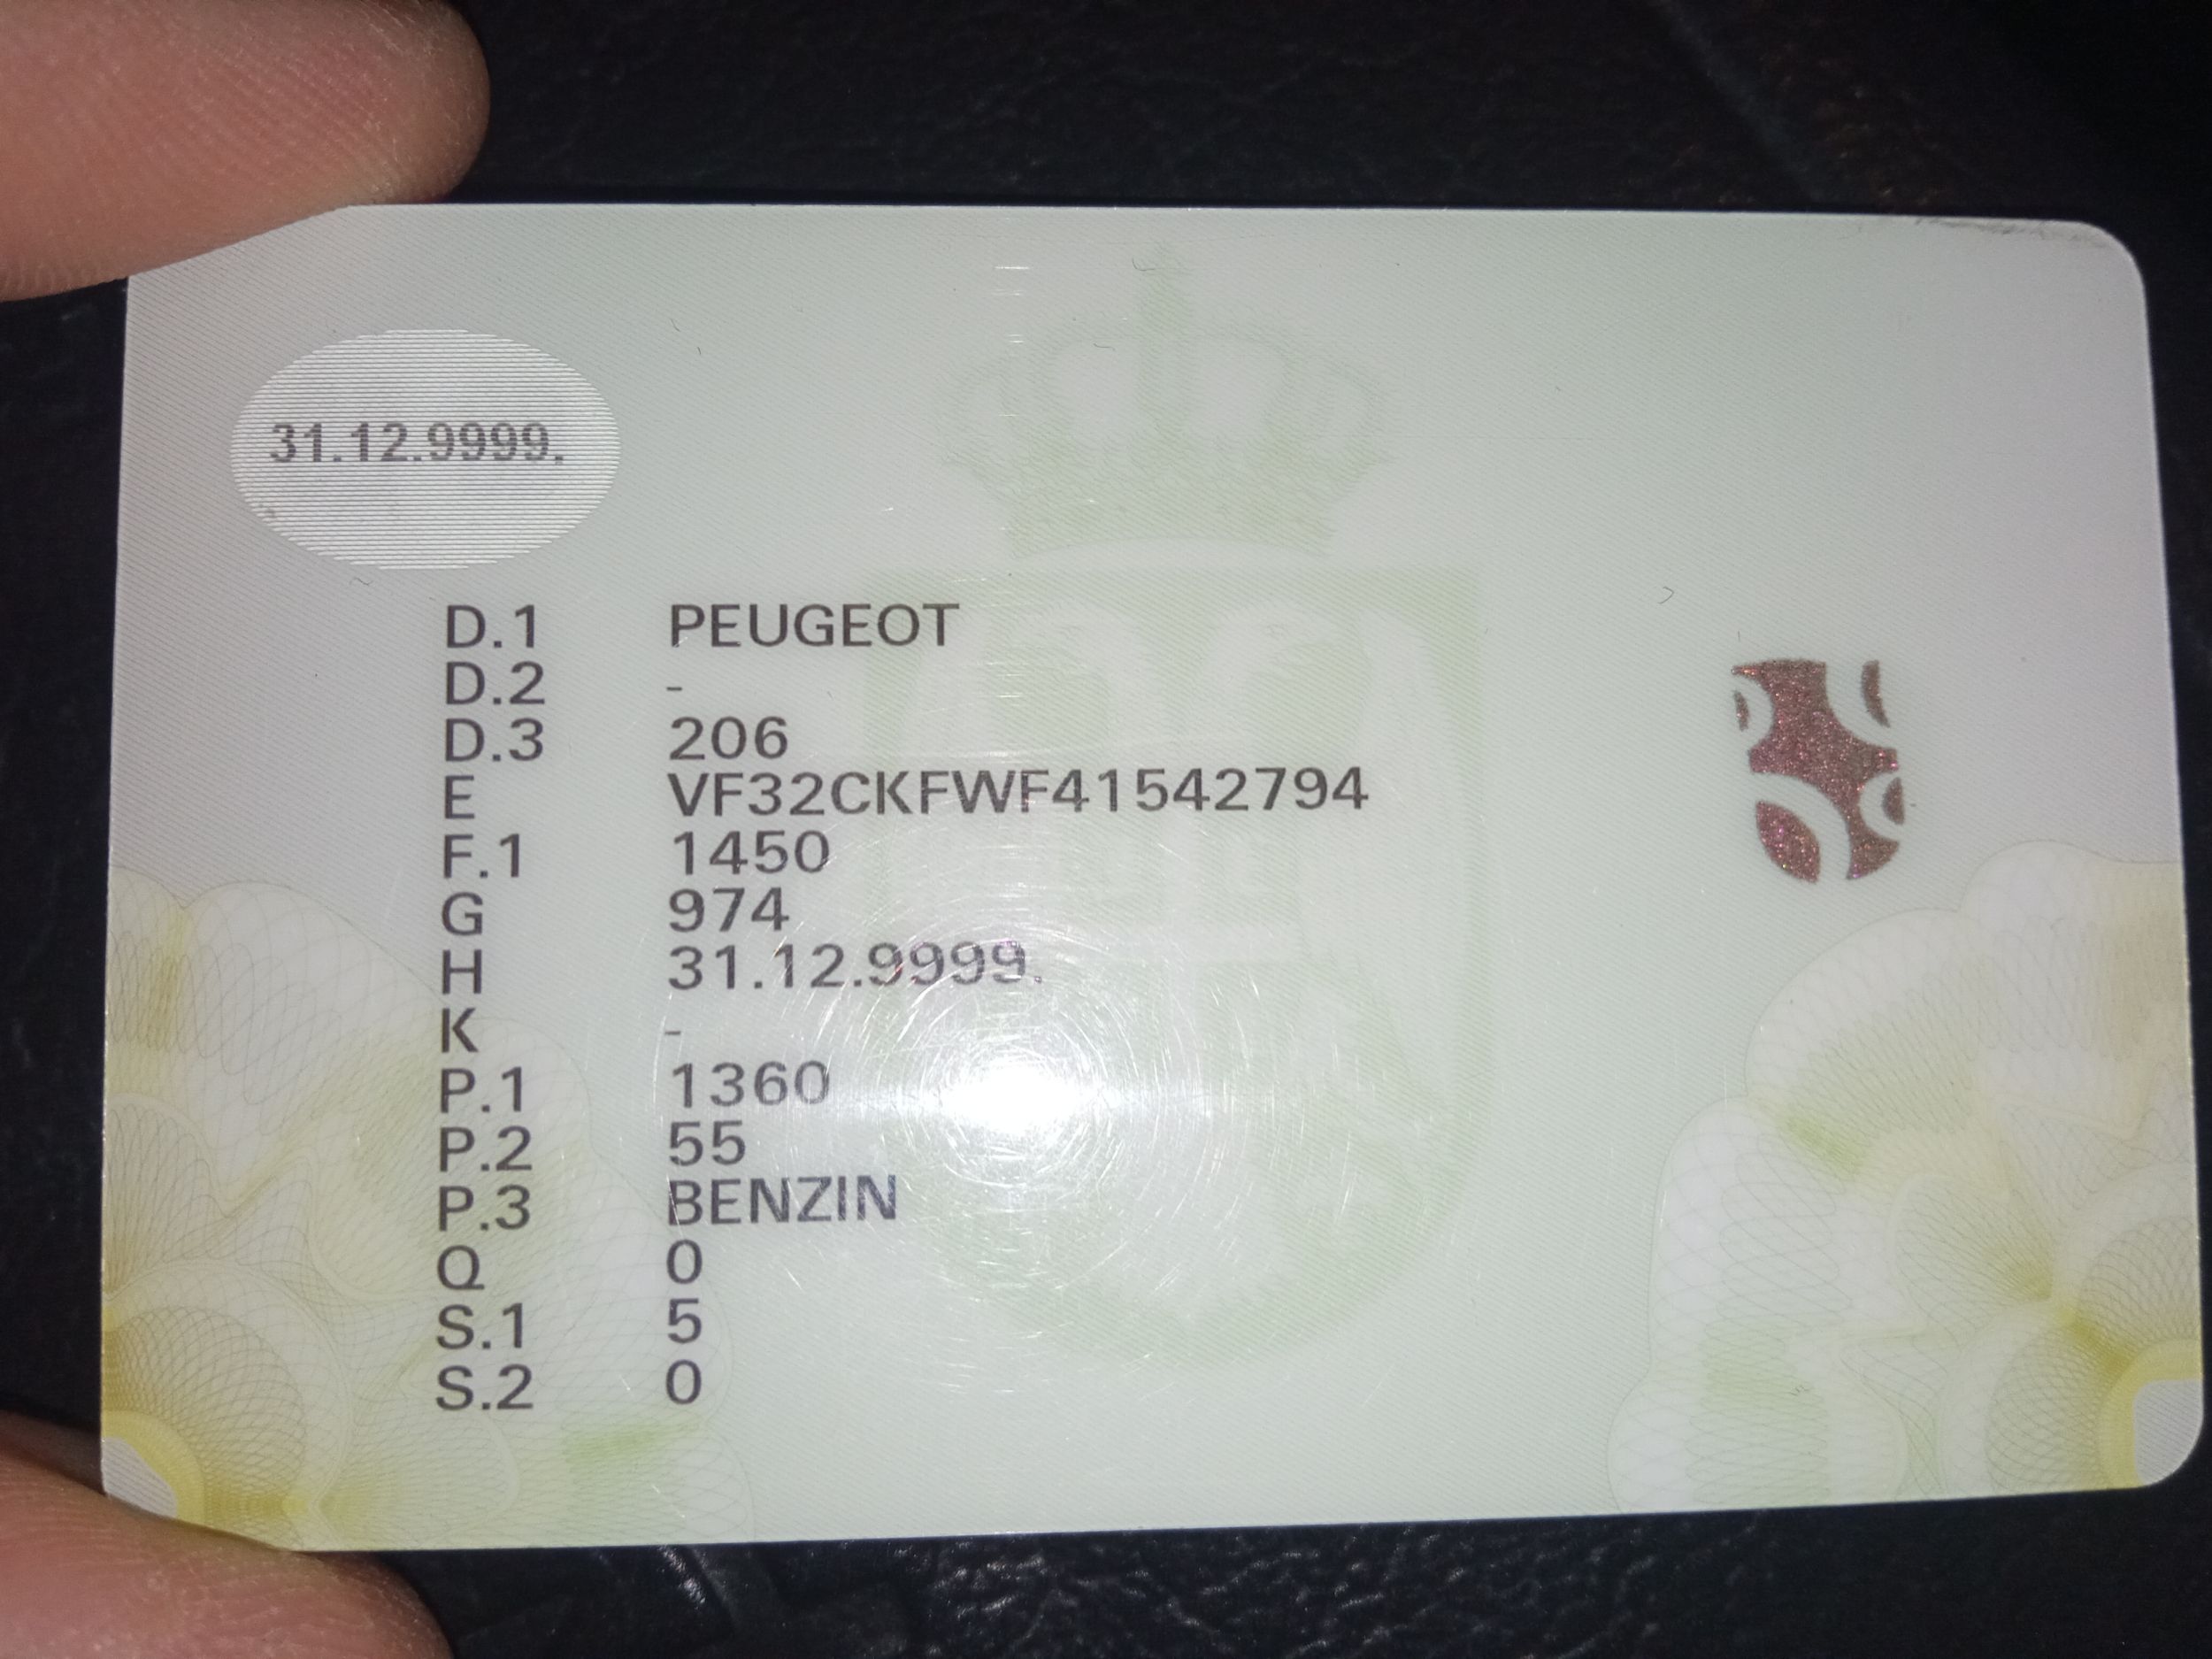 31.12.9999.
D.1 PEUGEOT
D.2 -
D.3 206
E VF32CKFWF41542794
F.1 1450
G 974
H 31.12.9999.
K -
P.1 1360
P.2 55
P.3 BENZIN
Q 0
S.1 5
S.2 0